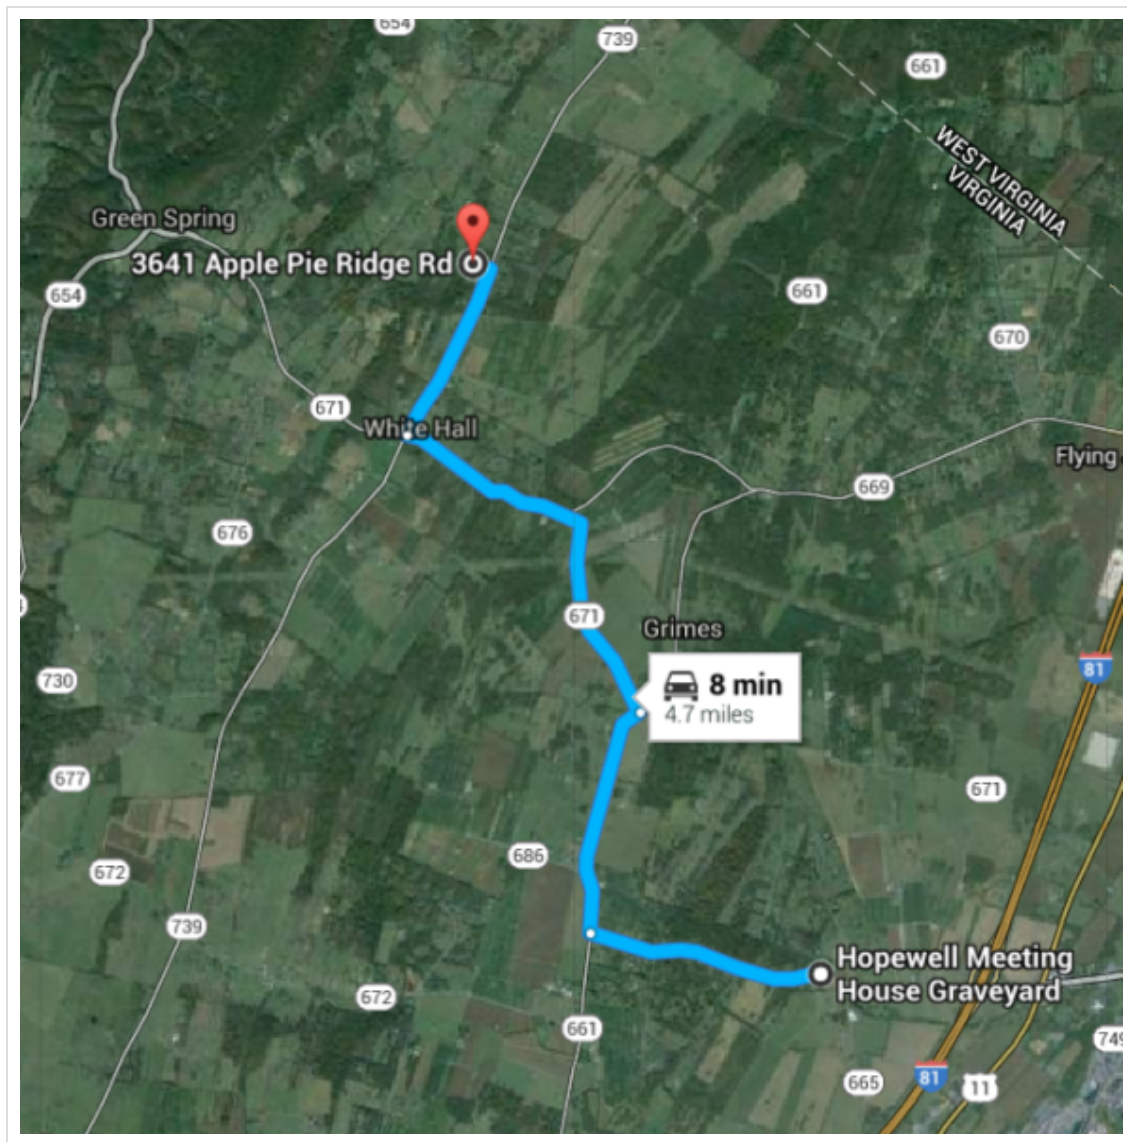 654
739
661
WEST VIRGINIA
VIRGINIA
Green Spring
3641 Apple Pie Ridge Rd
654
661
670
671
White Hall
Flying
669
676
671
Grimes
81
730
8 min
4.7 miles
677
671
686
672
739
Hopewell Meeting
House Graveyard
672
661
749
665
81
11